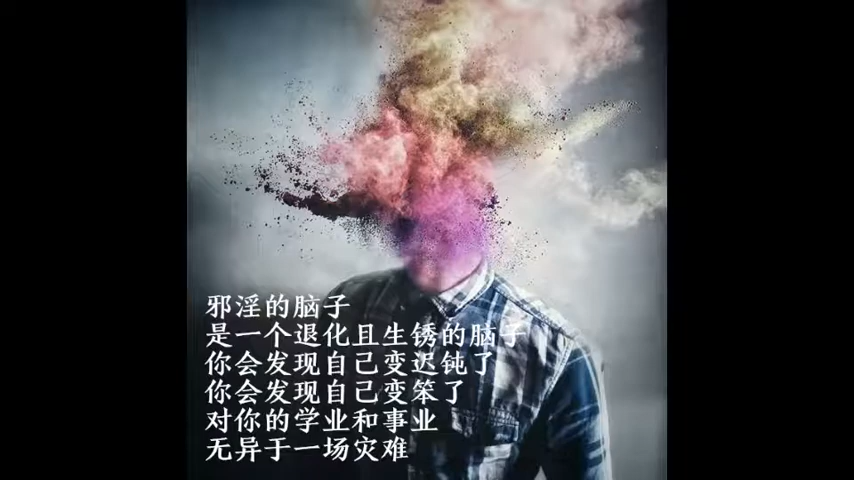 邪淫的脑子
是一个退化且生锈的脑子
你会发现自己变迟钝了
你会发现自己变笨了
对你的学业和事业
无异于一场灾难